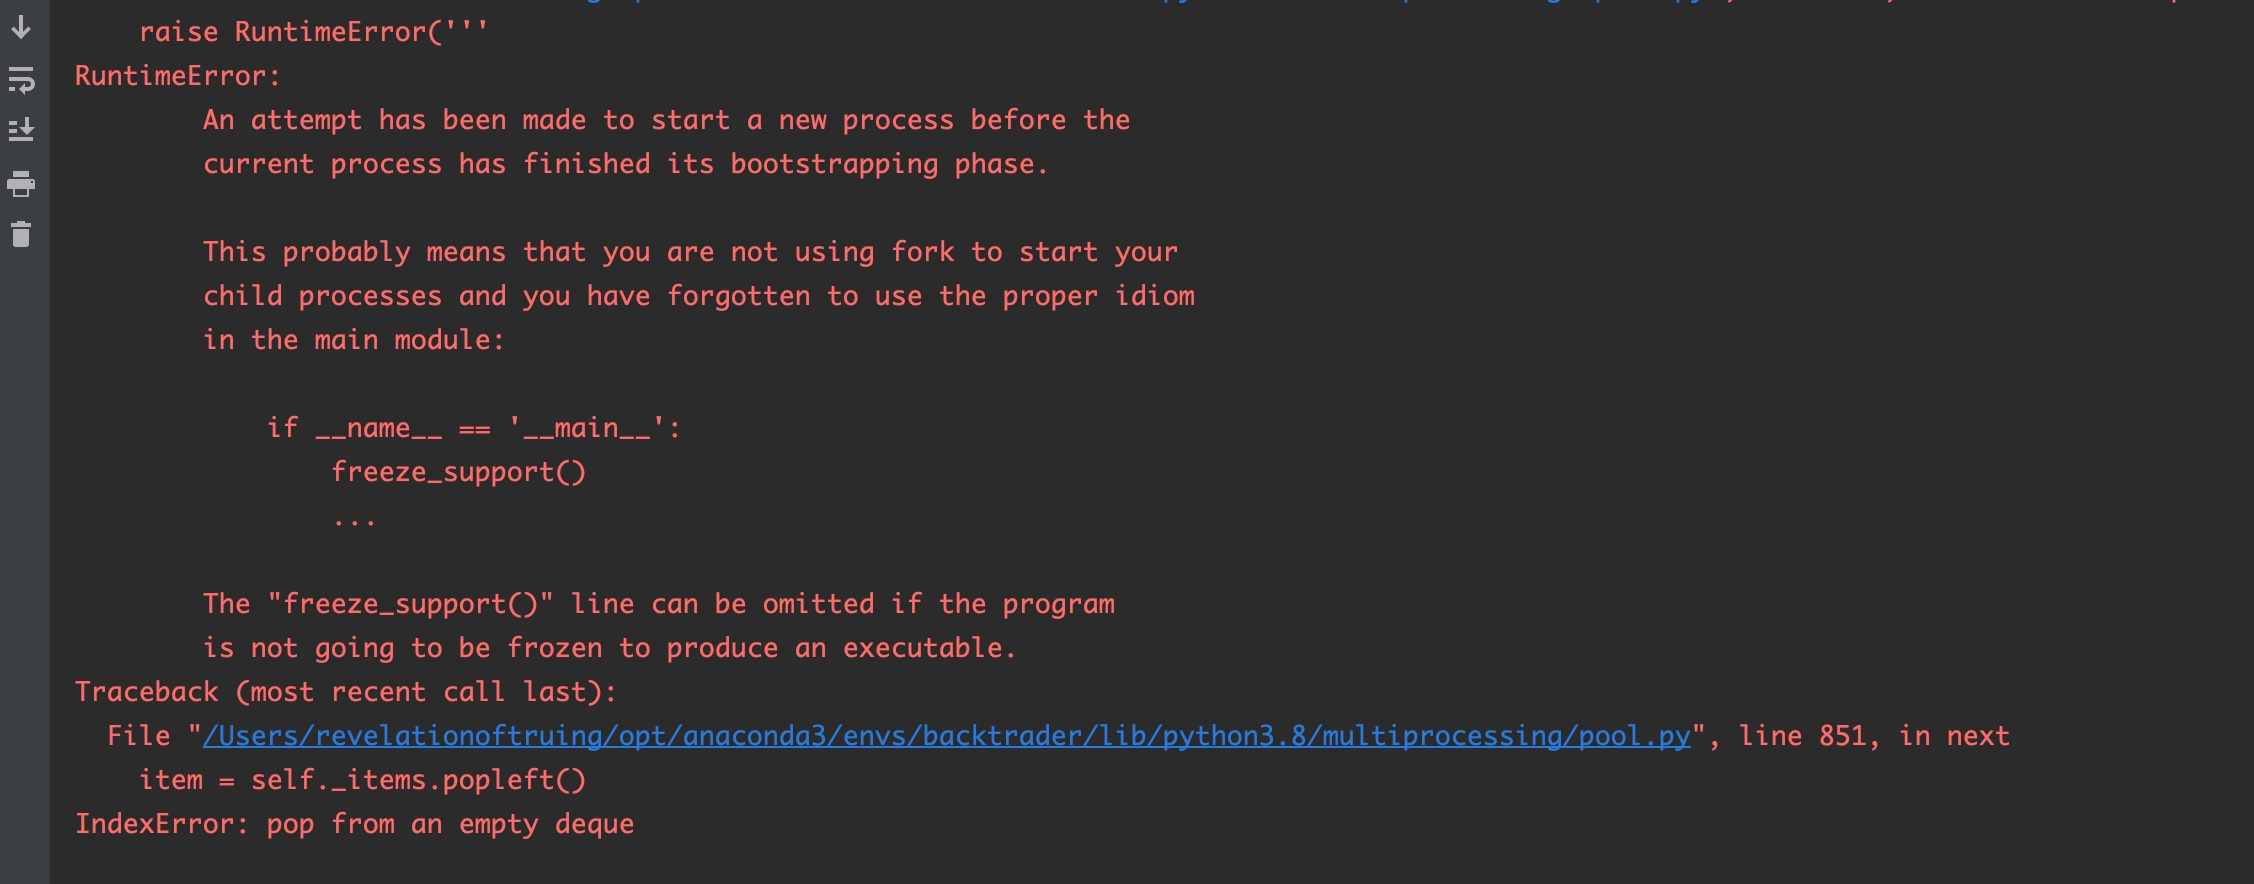 raise RuntimeError('''
RuntimeError:
An attempt has been made to start a new process before the
current process has finished its bootstrapping phase.
This probably means that you are not using fork to start your
child processes and you have forgotten to use the proper idiom
in the main module:
if __name__ == '__main__':
freeze_support()
...
The "freeze_support()" line can be omitted if the program
is not going to be frozen to produce an executable.
Traceback (most recent call last):
File "/Users/revelationoftruing/opt/anaconda3/envs/backtrader/lib/python3.8/multiprocessing/pool.py", line 851, in next
item = self._items.popleft()
IndexError: pop from an empty deque